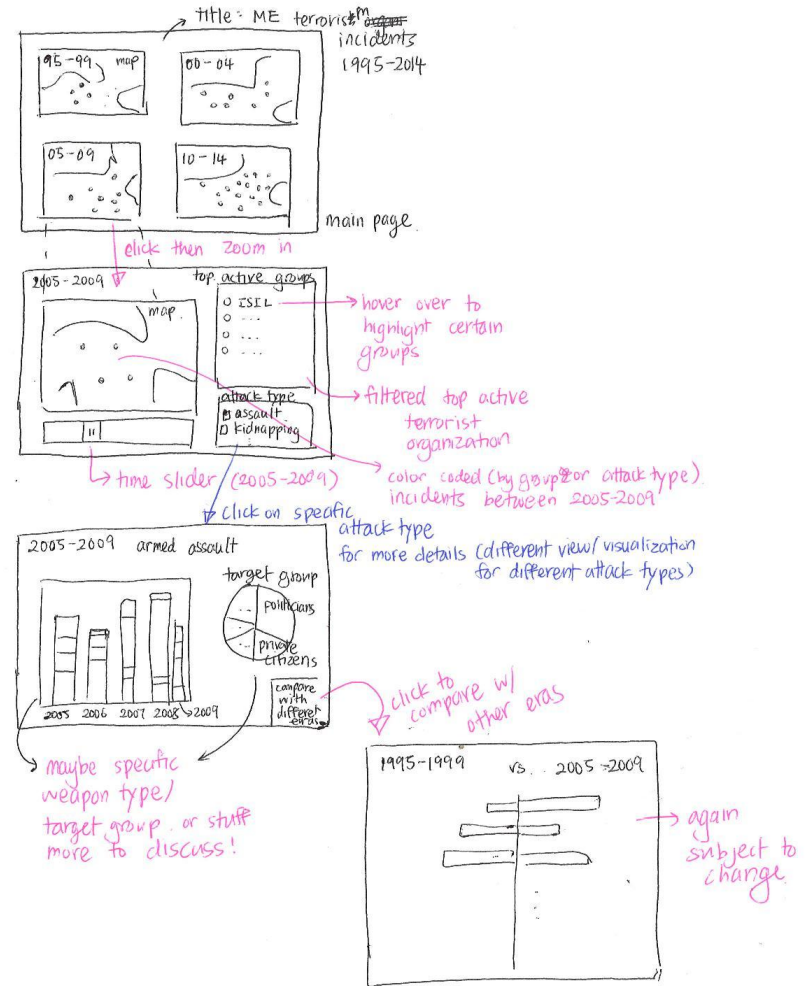 title: ME terrorism
incidents
1995-2014
95-99 map
00-04
05-09
10-14
main page.
click then zoom in
2005-2009
top active groups
map.
ISIL
...
...
...
hover over to
highlight certain
groups
attack type
assault
kidnapping
filtered top active
terrorist
organization
time slider (2005-2009)
color coded (by group or attack type)
incidents between 2005-2009
click on specific
attack type
for more details (different view/visualization
for different attack types)
2005-2009 armed assault
target group
politicians
private
citizens
...
...
...
2005 2006 2007 2008 2009
compare
with
differet
eras
click to
compare w/
other eras
maybe specific
weapon type/
target group or stuff
more to discuss!
1995-1999 vs... 2005-2009
again
subject to
change